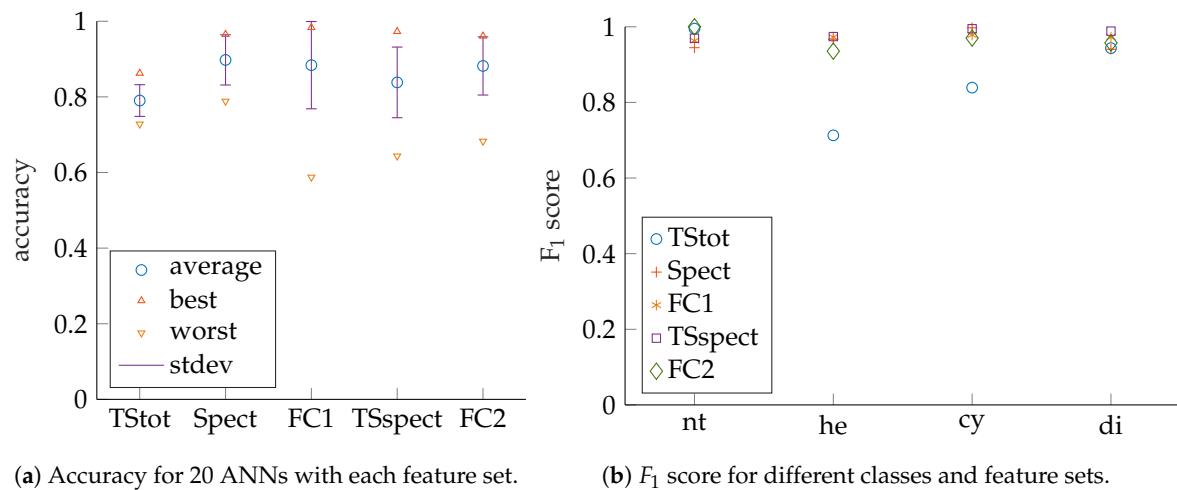 1
0.8
0.6
0.4
0.2
0
accuracy
average
best
worst
stdev
TStot Spect FC1 TSspect FC2
(a) Accuracy for 20 ANNs with each feature set.
1
0.8
0.6
0.4
0.2
0
F₁ score
TStot
Spect
FC1
TSspect
FC2
nt he cy di
(b) F₁ score for different classes and feature sets.